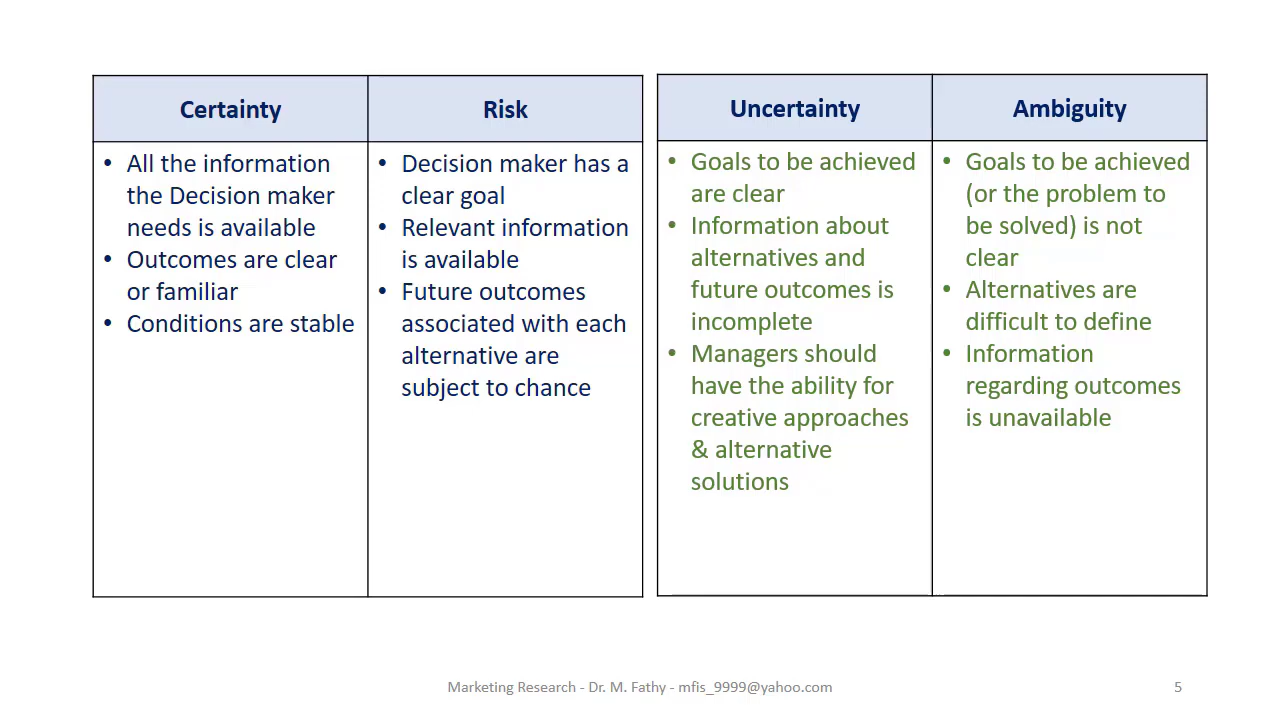 Certainty
• All the information
the Decision maker
needs is available
• Outcomes are clear
or familiar
• Conditions are stable
Risk
• Decision maker has a
clear goal
• Relevant information
is available
• Future outcomes
associated with each
alternative are
subject to chance
Uncertainty
• Goals to be achieved
are clear
• Information about
alternatives and
future outcomes is
incomplete
• Managers should
have the ability for
creative approaches
& alternative
solutions
Ambiguity
• Goals to be achieved
(or the problem to
be solved) is not
clear
• Alternatives are
difficult to define
• Information
regarding outcomes
is unavailable
Marketing Research - Dr. M. Fathy - mfis_9999@yahoo.com
5